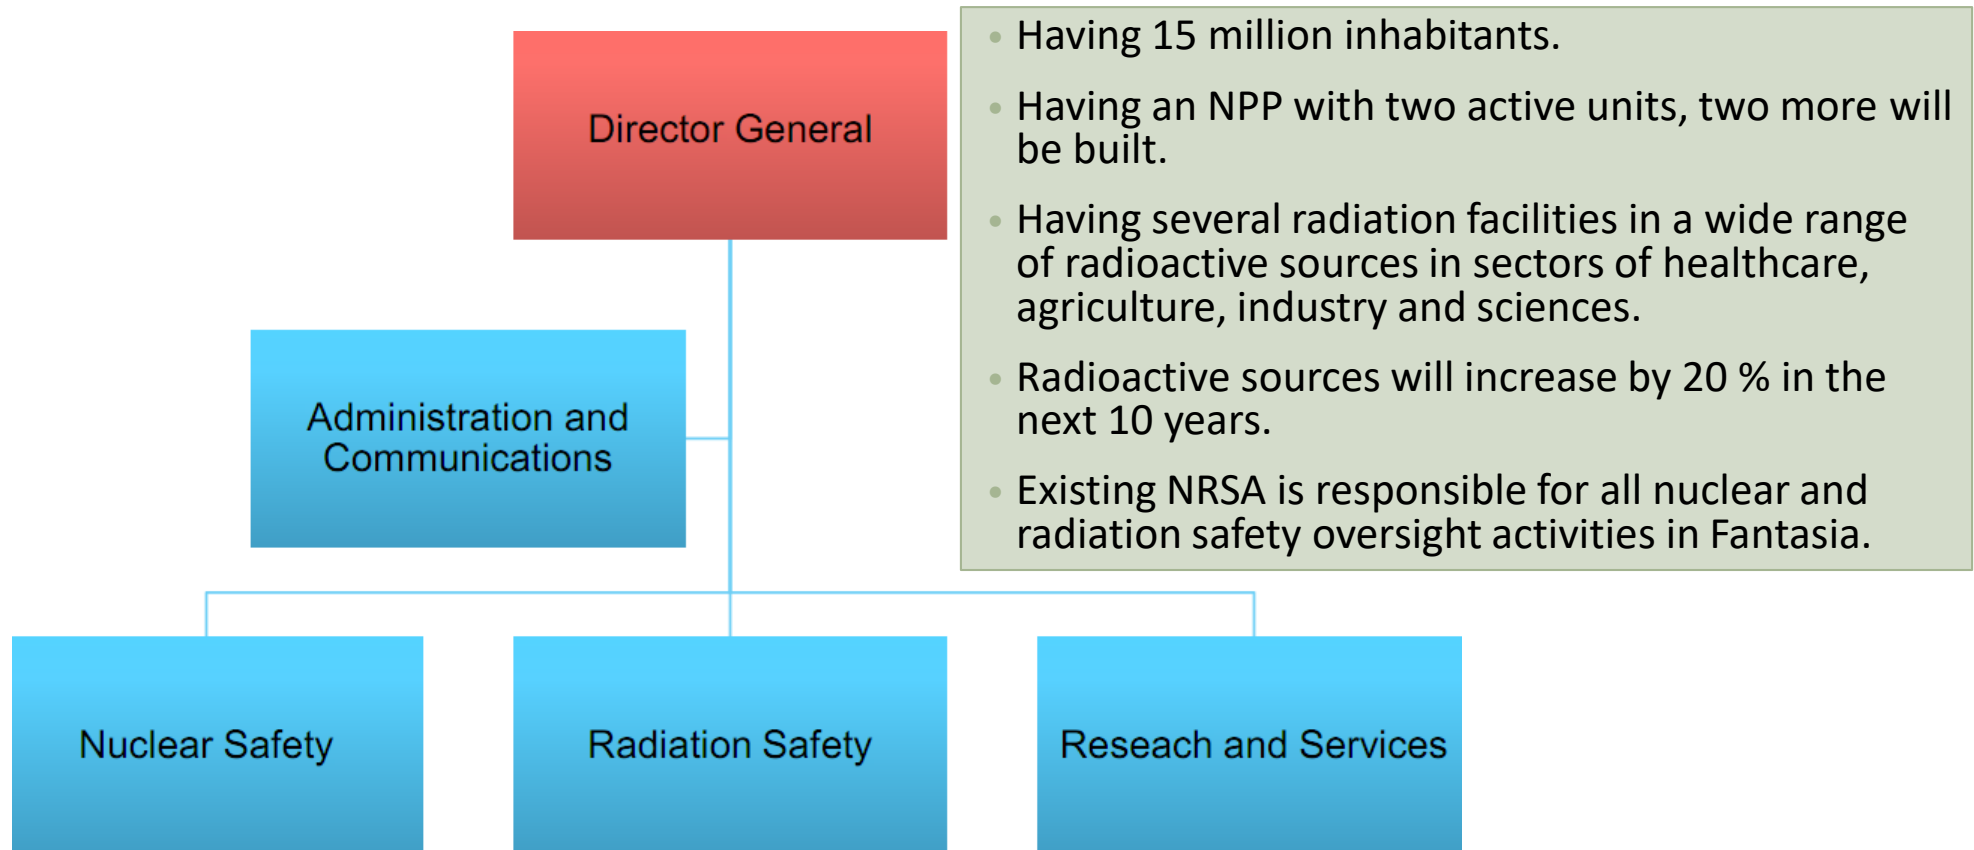 Director General
Administration and
Communications
Nuclear Safety
Radiation Safety
Reseach and Services
• Having 15 million inhabitants.
• Having an NPP with two active units, two more will
be built.
• Having several radiation facilities in a wide range
of radioactive sources in sectors of healthcare,
agriculture, industry and sciences.
• Radioactive sources will increase by 20 % in the
next 10 years.
• Existing NRSA is responsible for all nuclear and
radiation safety oversight activities in Fantasia.